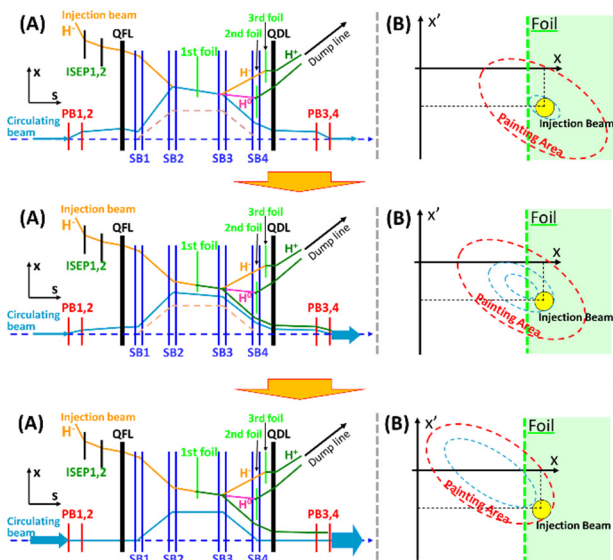 (A)
Injection beam
H⁻
QFL
ISEP1,2
1st foil
3rd foil
2nd foil
QDL
H⁻
H⁺
H⁰
Dump line
X
S
PB1,2
PB3,4
Circulating
beam
SB1
SB2
SB3
SB4
(B)
X'
Foil
X
Injection Beam
Painting Area
(A)
Injection beam
H⁻
QFL
ISEP1,2
1st foil
3rd foil
2nd foil
QDL
H⁻
H⁺
H⁰
Dump line
X
S
PB1,2
PB3,4
Circulating
beam
SB1
SB2
SB3
SB4
(B)
X'
Foil
X
Injection
Beam
Painting Area
(A)
Injection beam
H⁻
QFL
ISEP1,2
1st foil
3rd foil
2nd foil
QDL
H⁻
H⁺
H⁰
Dump line
X
S
PB1,2
PB3,4
Circulating
beam
SB1
SB2
SB3
SB4
(B)
X'
Foil
X
Injection
Beam
Painting Area